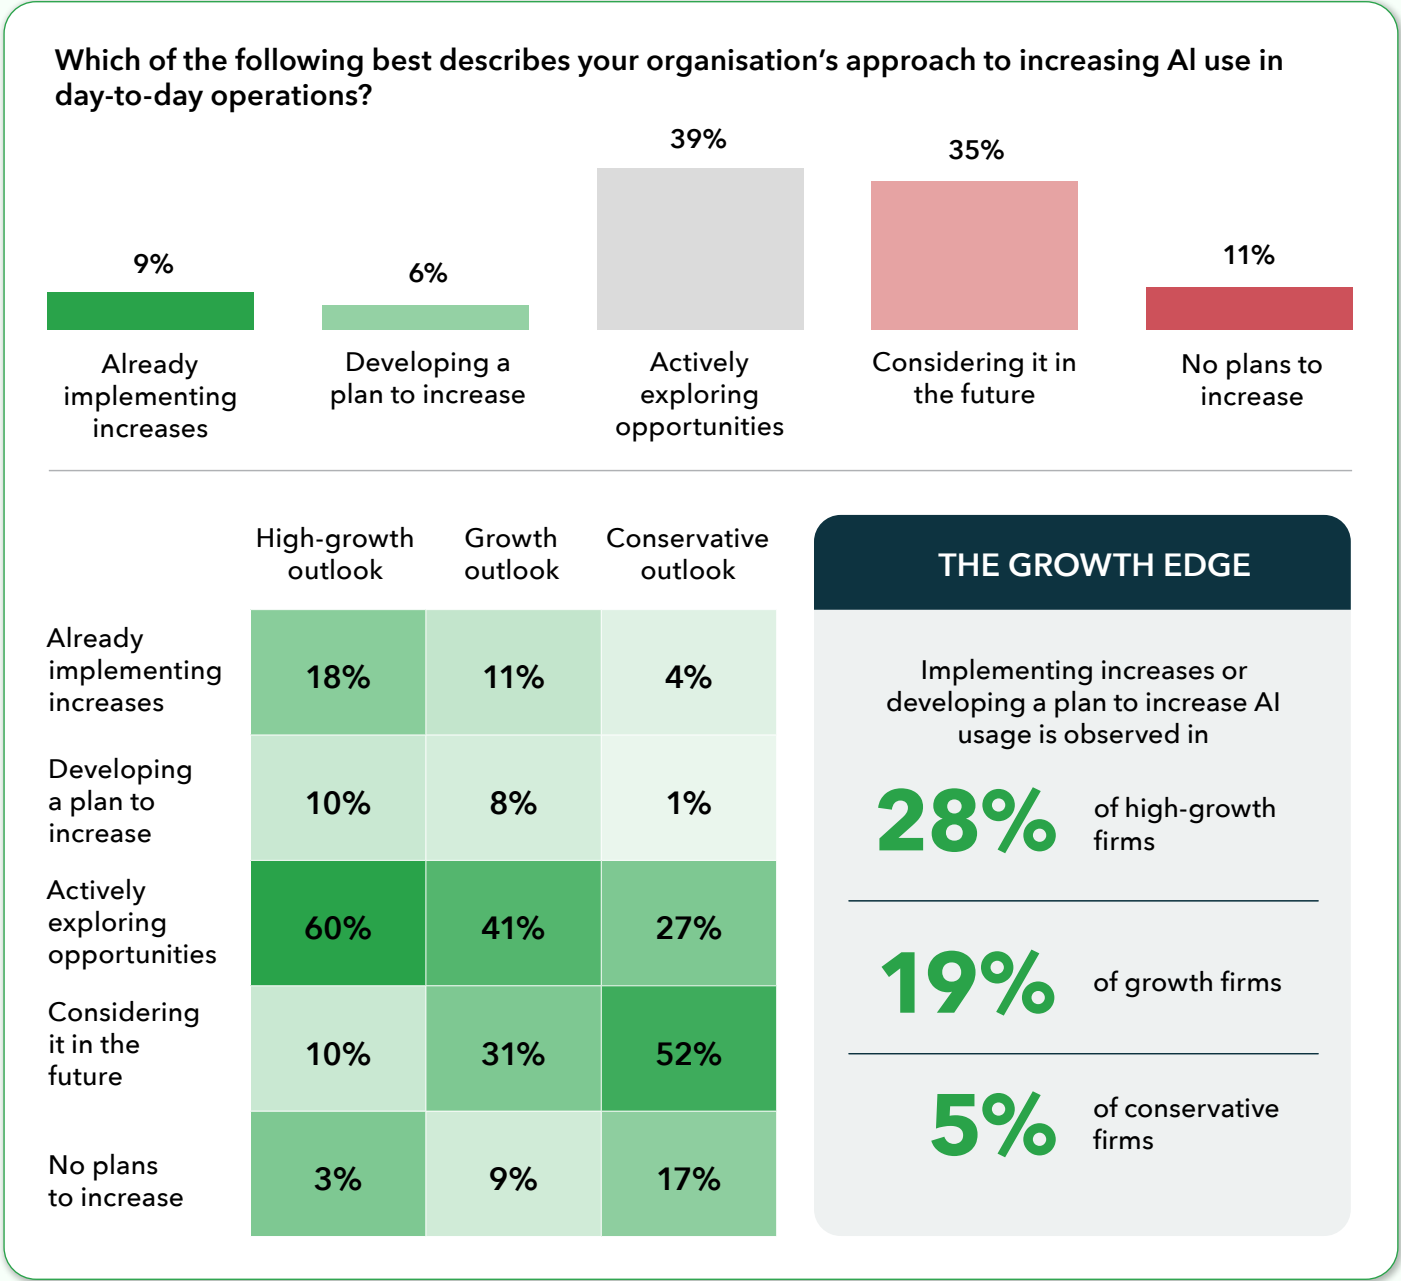 Which of the following best describes your organisation’s approach to increasing AI use in
day-to-day operations?
9%
6%
39%
35%
11%
Already
implementing
increases
Developing a
plan to increase
Actively
exploring
opportunities
Considering it in
the future
No plans to
increase
High-growth
outlook
Growth
outlook
Conservative
outlook
Already
implementing
increases
18%
11%
4%
Developing
a plan to
increase
10%
8%
1%
Actively
exploring
opportunities
60%
41%
27%
Considering
it in the
future
10%
31%
52%
No plans
to increase
3%
9%
17%
THE GROWTH EDGE
Implementing increases or
developing a plan to increase AI
usage is observed in
28%
of high-growth
firms
19%
of growth firms
5%
of conservative
firms